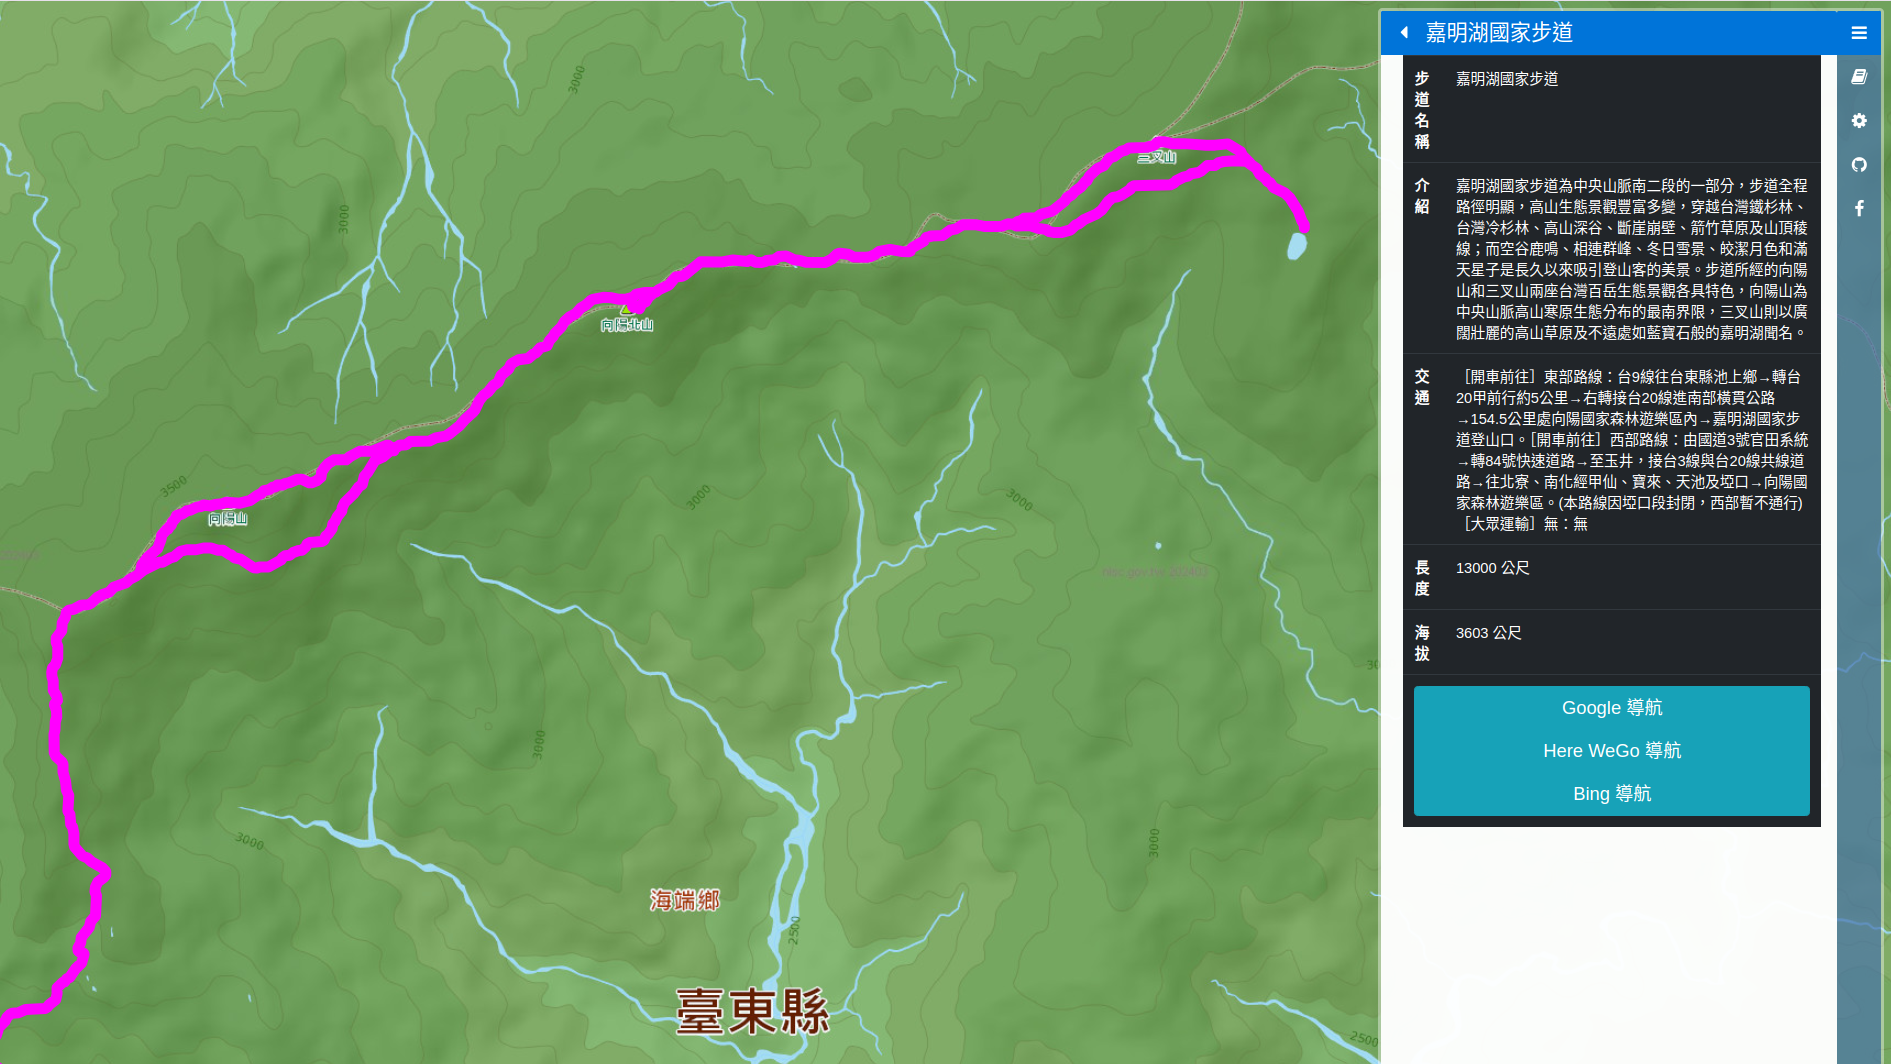 嘉明湖國家步道
步
道
名
稱
嘉明湖國家步道
介
紹
嘉明湖國家步道為中央山脈南二段的一部分，步道全程
路徑明顯，高山生態景觀豐富多變，穿越台灣鐵杉林、
台灣冷杉林、高山深谷、斷崖崩壁、箭竹草原及山頂稜
線；而空谷鹿鳴、相連群峰、冬日雪景、皎潔月色和滿
天星子是長久以來吸引登山客的美景。步道所經的向陽
山和三叉山兩座台灣百岳生態景觀各具特色，向陽山為
中央山脈高山寒原生態分布的最南界限，三叉山則以廣
闊壯麗的高山草原及不遠處如藍寶石般的嘉明湖聞名。
交
通
［開車前往］東部路線：台9線往台東縣池上鄉→轉台
20甲前行約5公里→右轉接台20線進南部橫貫公路
→154.5公里處向陽國家森林遊樂區內→嘉明湖國家步
道登山口。［開車前往］西部路線：由國道3號官田系統
→轉84號快速道路→至玉井，接台3線與台20線共線道
路→往北寮、南化經甲仙、寶來、天池及埡口→向陽國
家森林遊樂區。(本路線因埡口段封閉，西部暫不通行)
［大眾運輸］無：無
長
度
13000 公尺
海
拔
3603 公尺
Google 導航
Here WeGo 導航
Bing 導航
3000
三叉山
3000
向陽北山
3500
向陽山
3000
3000
3000
3000
3000
海端鄉
2500
臺東縣
2500